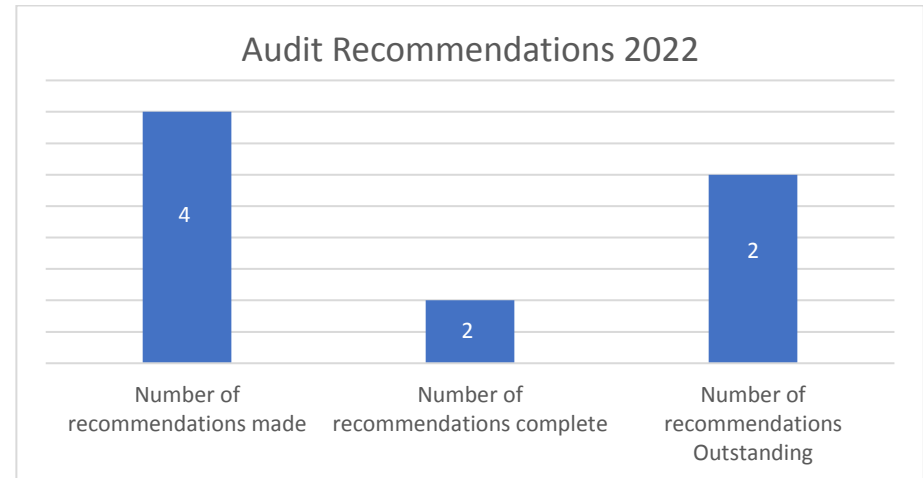 Audit Recommendations 2022
4
2
2
Number of
recommendations made
Number of
recommendations complete
Number of
recommendations
Outstanding